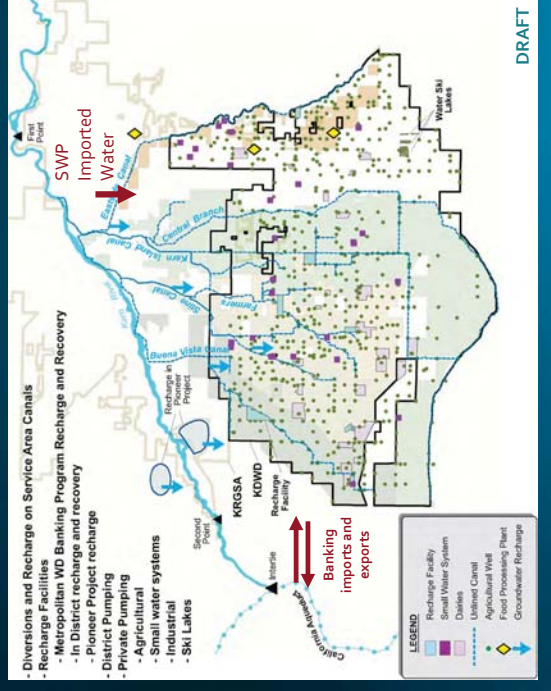 - Diversions and Recharge on Service Area Canals
- Recharge Facilities
- Metropolitan WD Banking Program Recharge and Recovery
- In District recharge and recovery
- Pioneer Project recharge
- District Pumping
- Private Pumping
- Agricultural
- Small water systems
- Industrial
- Ski Lakes
First
Point
SWP
Imported
Water
Eastside Canal
Central Branch
Kern Island Canal
Stine Canal
Farmers
Buena Vista Canal
Kern River
Recharge in
Pioneer
Project
KRGSA
KDWD
Recharge
Facility
Second
Point
Intertie
California Aqueduct
Banking
imports and
exports
Water Ski
Lakes
LEGEND
Recharge Facility
Small Water System
Dairies
Unlined Canal
Agricultural Well
Food Processing Plant
Groundwater Recharge
DRAFT